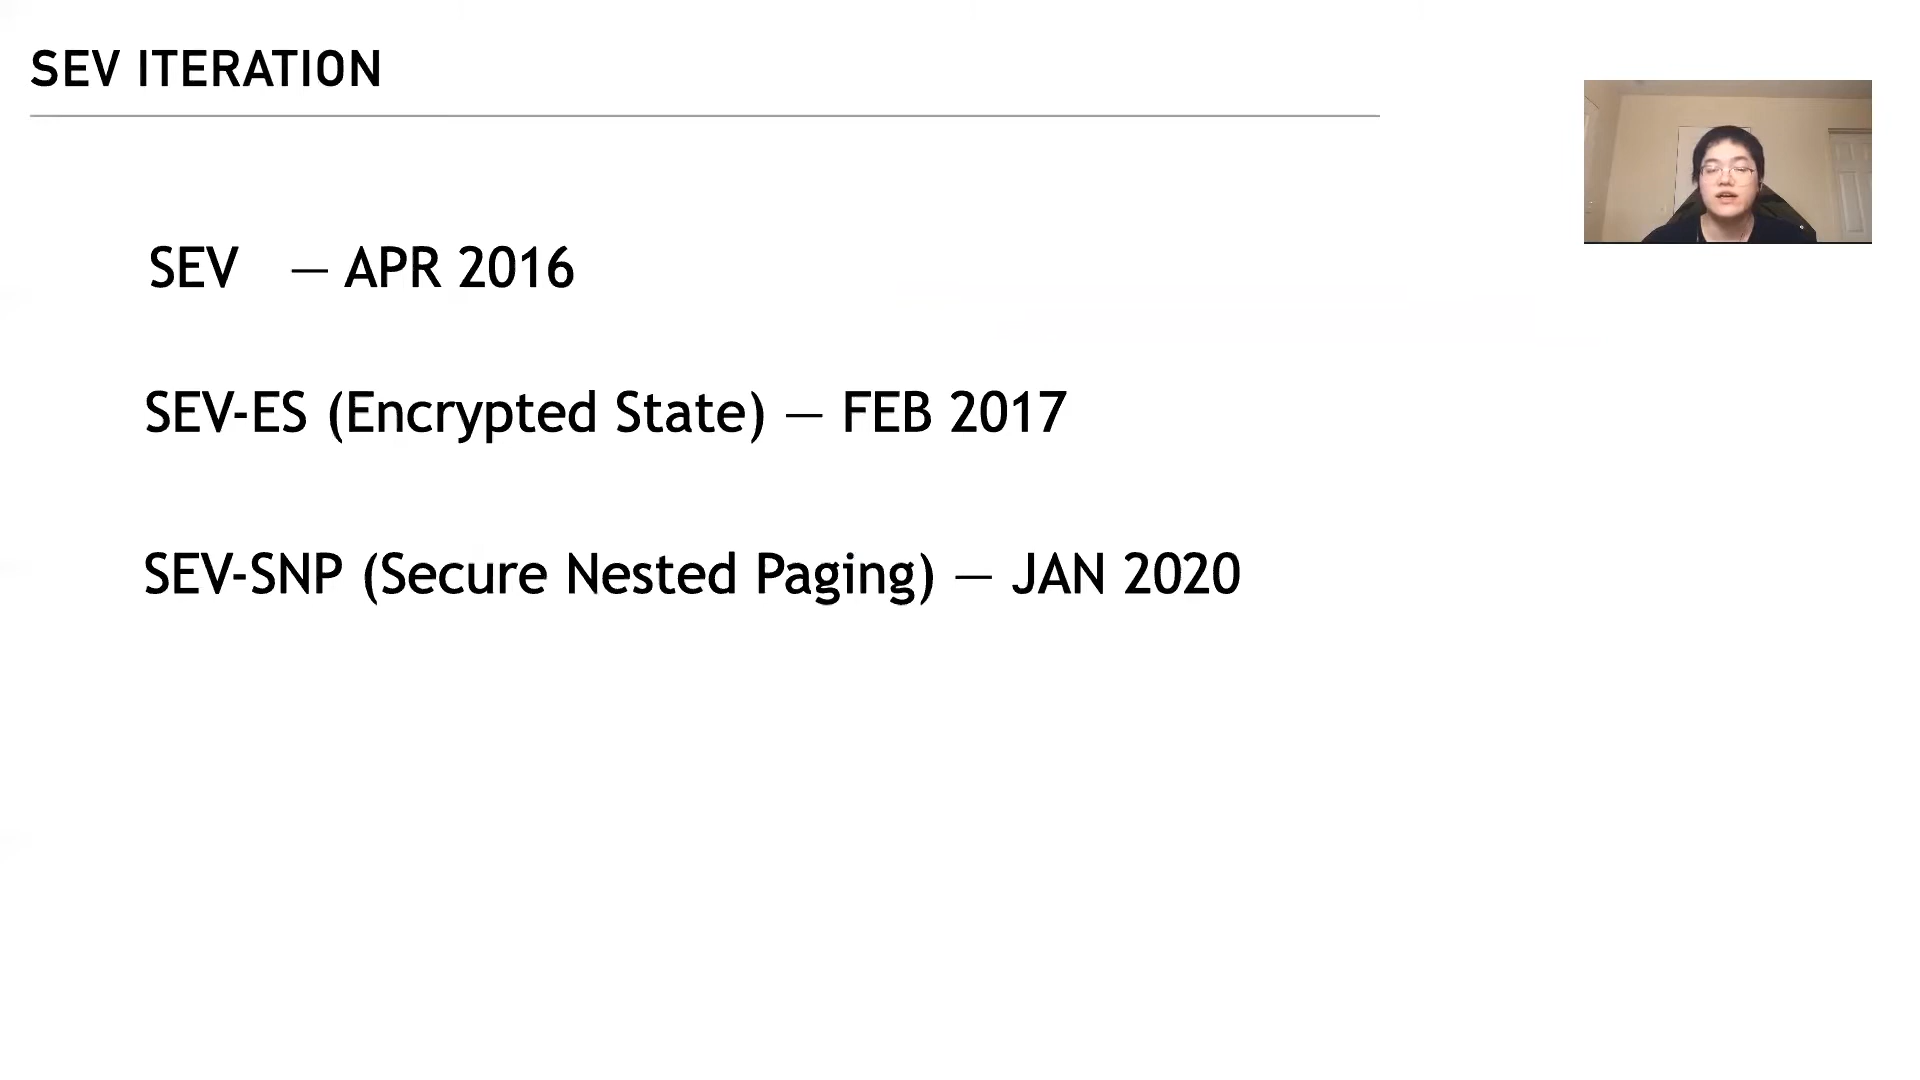 SEV ITERATION
SEV — APR 2016
SEV-ES (Encrypted State) — FEB 2017
SEV-SNP (Secure Nested Paging) — JAN 2020